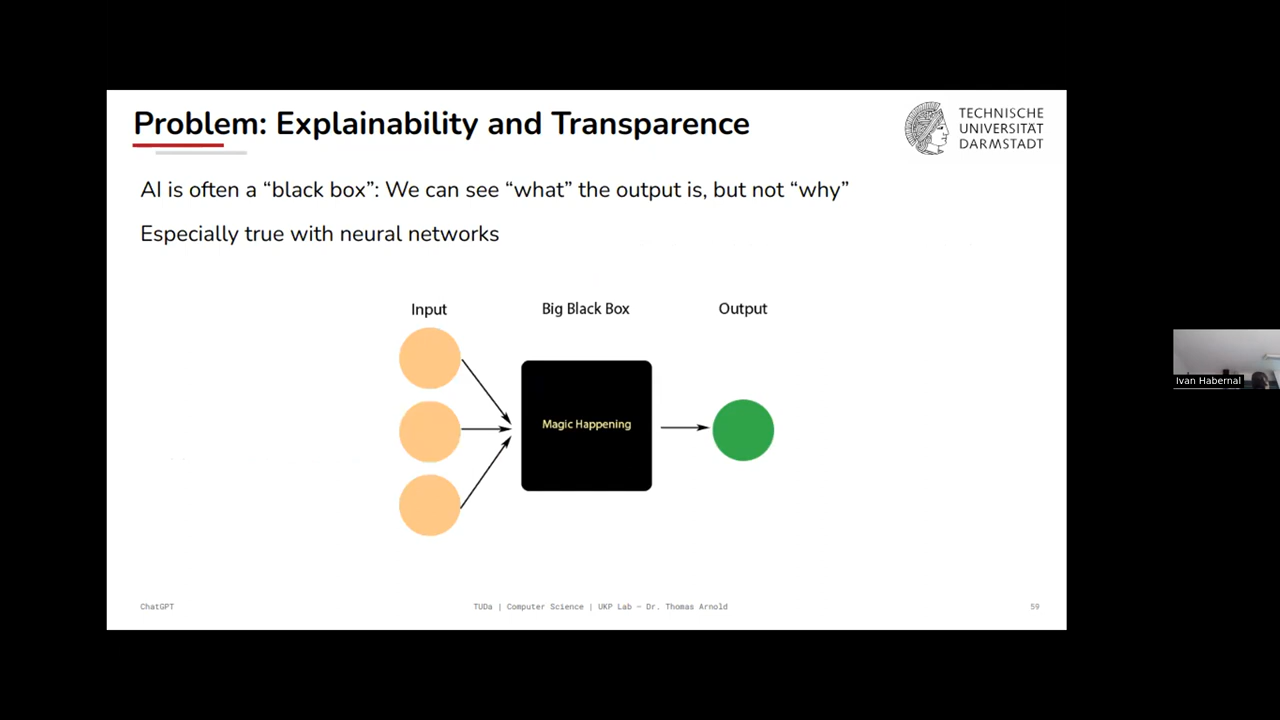 Problem: Explainability and Transparence
TECHNISCHE
UNIVERSITÄT
DARMSTADT
AI is often a “black box”: We can see “what” the output is, but not “why”
Especially true with neural networks
Input
Big Black Box
Output
Magic Happening
Ivan Habernal
ChatGPT
TUDa | Computer Science | UKP Lab – Dr. Thomas Arnold
59